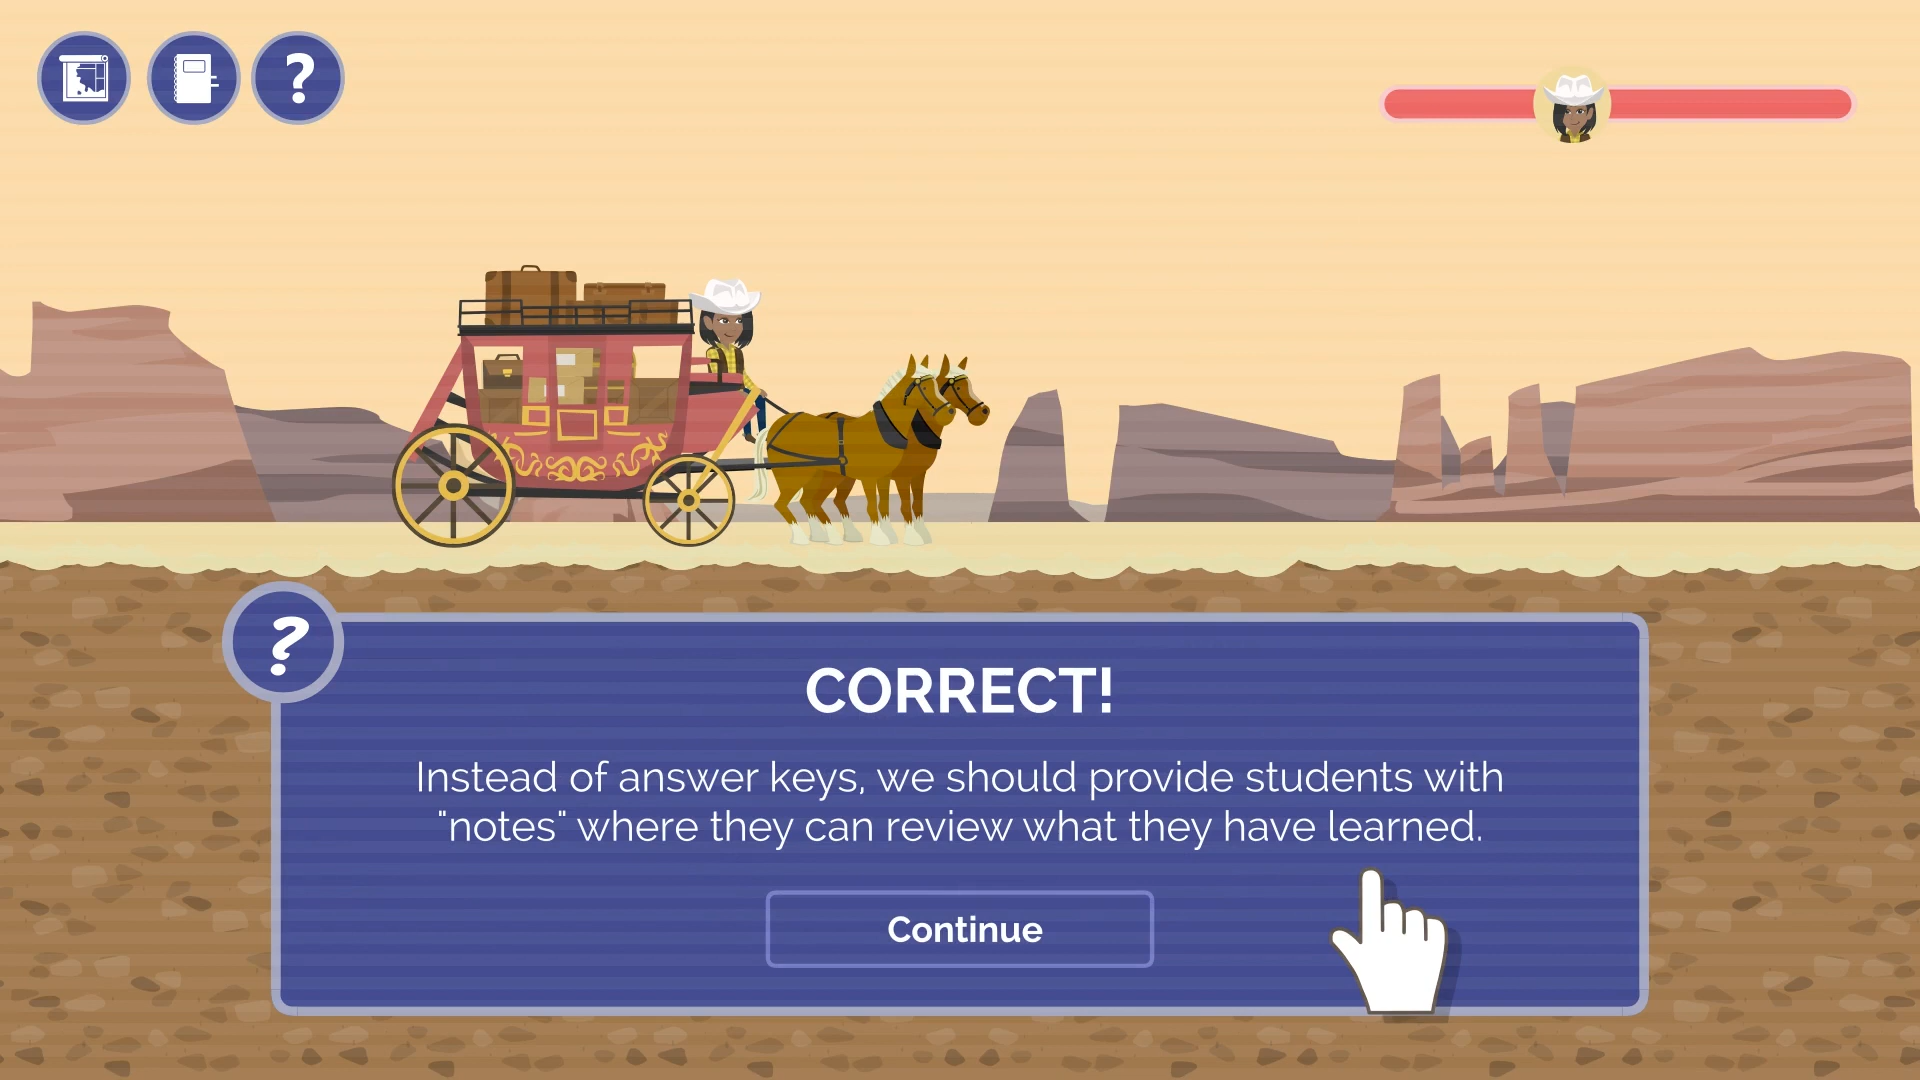 ?
?
CORRECT!
Instead of answer keys, we should provide students with
"notes" where they can review what they have learned.
Continue